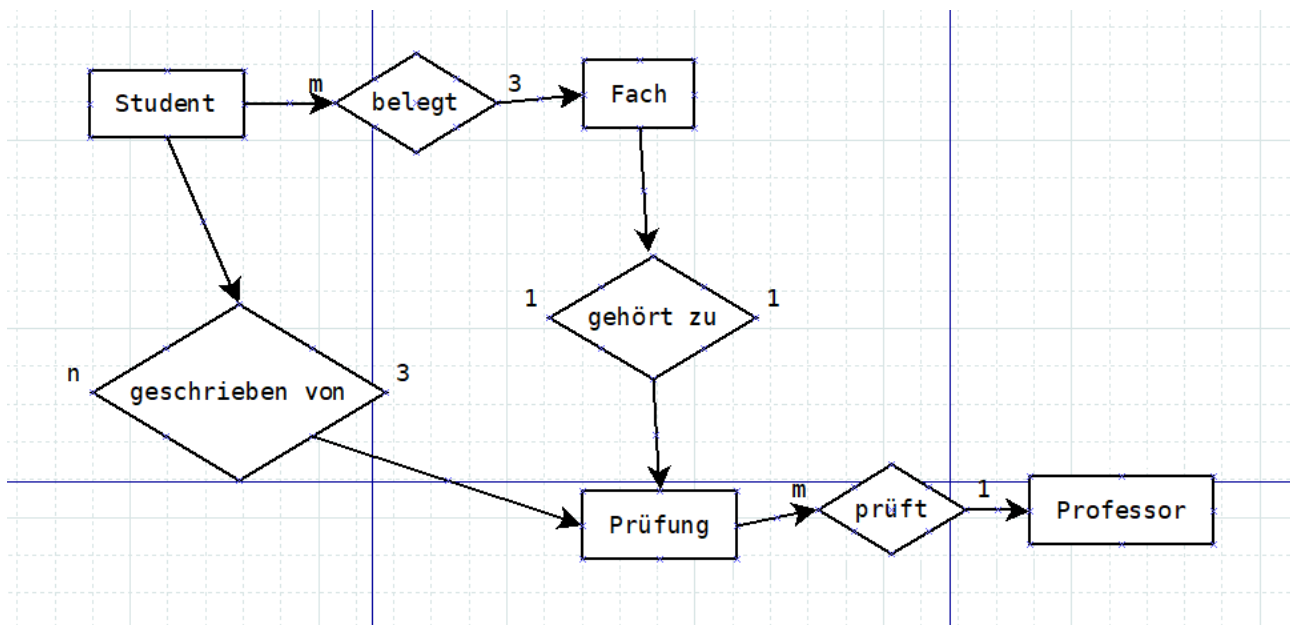 Student
m
belegt
3
Fach
1
gehört zu
1
n
geschrieben von
3
Prüfung
m
prüft
1
Professor